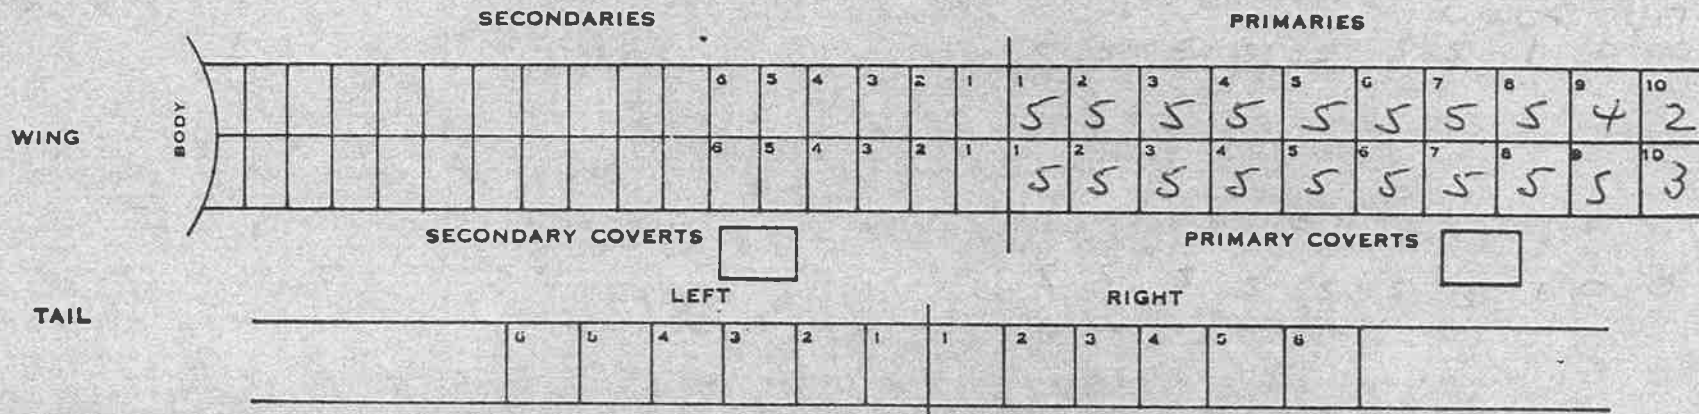 SECONDARIES PRIMARIES
6 5 4 3 2 1 1 2 3 4 5 6 7 8 9 10
WING BODY 5 5 5 5 5 5 5 5 4 2
6 5 4 3 2 1 1 2 3 4 5 6 7 8 9 10
5 5 5 5 5 5 5 5 5 3
SECONDARY COVERTS PRIMARY COVERTS
LEFT RIGHT
TAIL
6 5 4 3 2 1 1 2 3 4 5 6